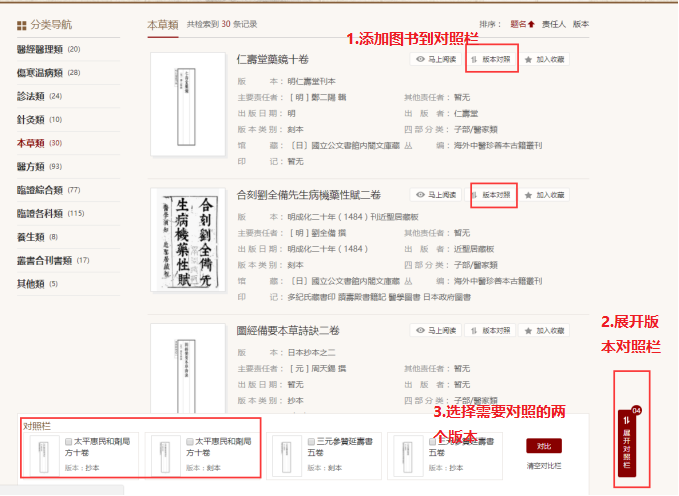 分类导航
醫經醫理類 (20)
傷寒温病類 (28)
診法類 (24)
針灸類 (10)
本草類 (30)
醫方類 (93)
臨證綜合類 (77)
臨證各科類 (115)
養生類 (8)
叢書合刊書類 (17)
其他類 (5)
本草類 共检索到 30 条记录 排序： 题名 责任人 版本
1.添加图书到对照栏
仁壽堂藥鏡十卷 马上阅读 版本对照 加入收藏
版本： 明仁壽堂刊本
主要责任者： [ 明 ] 鄭二陽 輯 其他责任者： 暂无
出版日期： 明 出版者： 仁壽堂
版本类别： 刻本 四部分类： 子部/醫家類
馆藏： 〔日〕國立公文書館内閣文庫藏 丛编： 海外中醫珍善本古籍叢刊
印记： 暂无
合刻劉全備先生病機藥性賦二卷 马上阅读 版本对照 加入收藏
合刻劉全備先
生病機藥性賦
版本： 明成化二十年（1484）刊近聖居藏板
主要责任者： [ 明 ] 劉全備 撰 其他责任者： 暂无
出版日期： 明成化二十年（1484） 出版者： 近聖居藏板
版本类别： 刻本 四部分类： 子部/醫家類
馆藏： 〔日〕國立公文書館内閣文庫藏 丛编： 海外中醫珍善本古籍叢刊
印记： 多紀氏藏書印 躋壽殿書籍記 醫學圖書 日本政府圖書
圖經備要本草詩訣二卷 马上阅读 版本对照 加入收藏
版本： 日本抄本之二
主要责任者： [ 元 ] 周天錫 撰 其他责任者： 暂无
出版日期： 暂无 出版者： 暂无
版本类别： 抄本 四部分类： 子部/醫家類
2.展开版
本对照栏
04
展开对照栏
3.选择需要对照的两
个版本
对照栏
太平惠民和劑局
方十卷
版本：抄本
太平惠民和劑局
方十卷
版本：刻本
三元参贊延壽書
五卷
版本：刻本
三元参贊延壽書
五卷
版本：抄本
对比
清空对比栏